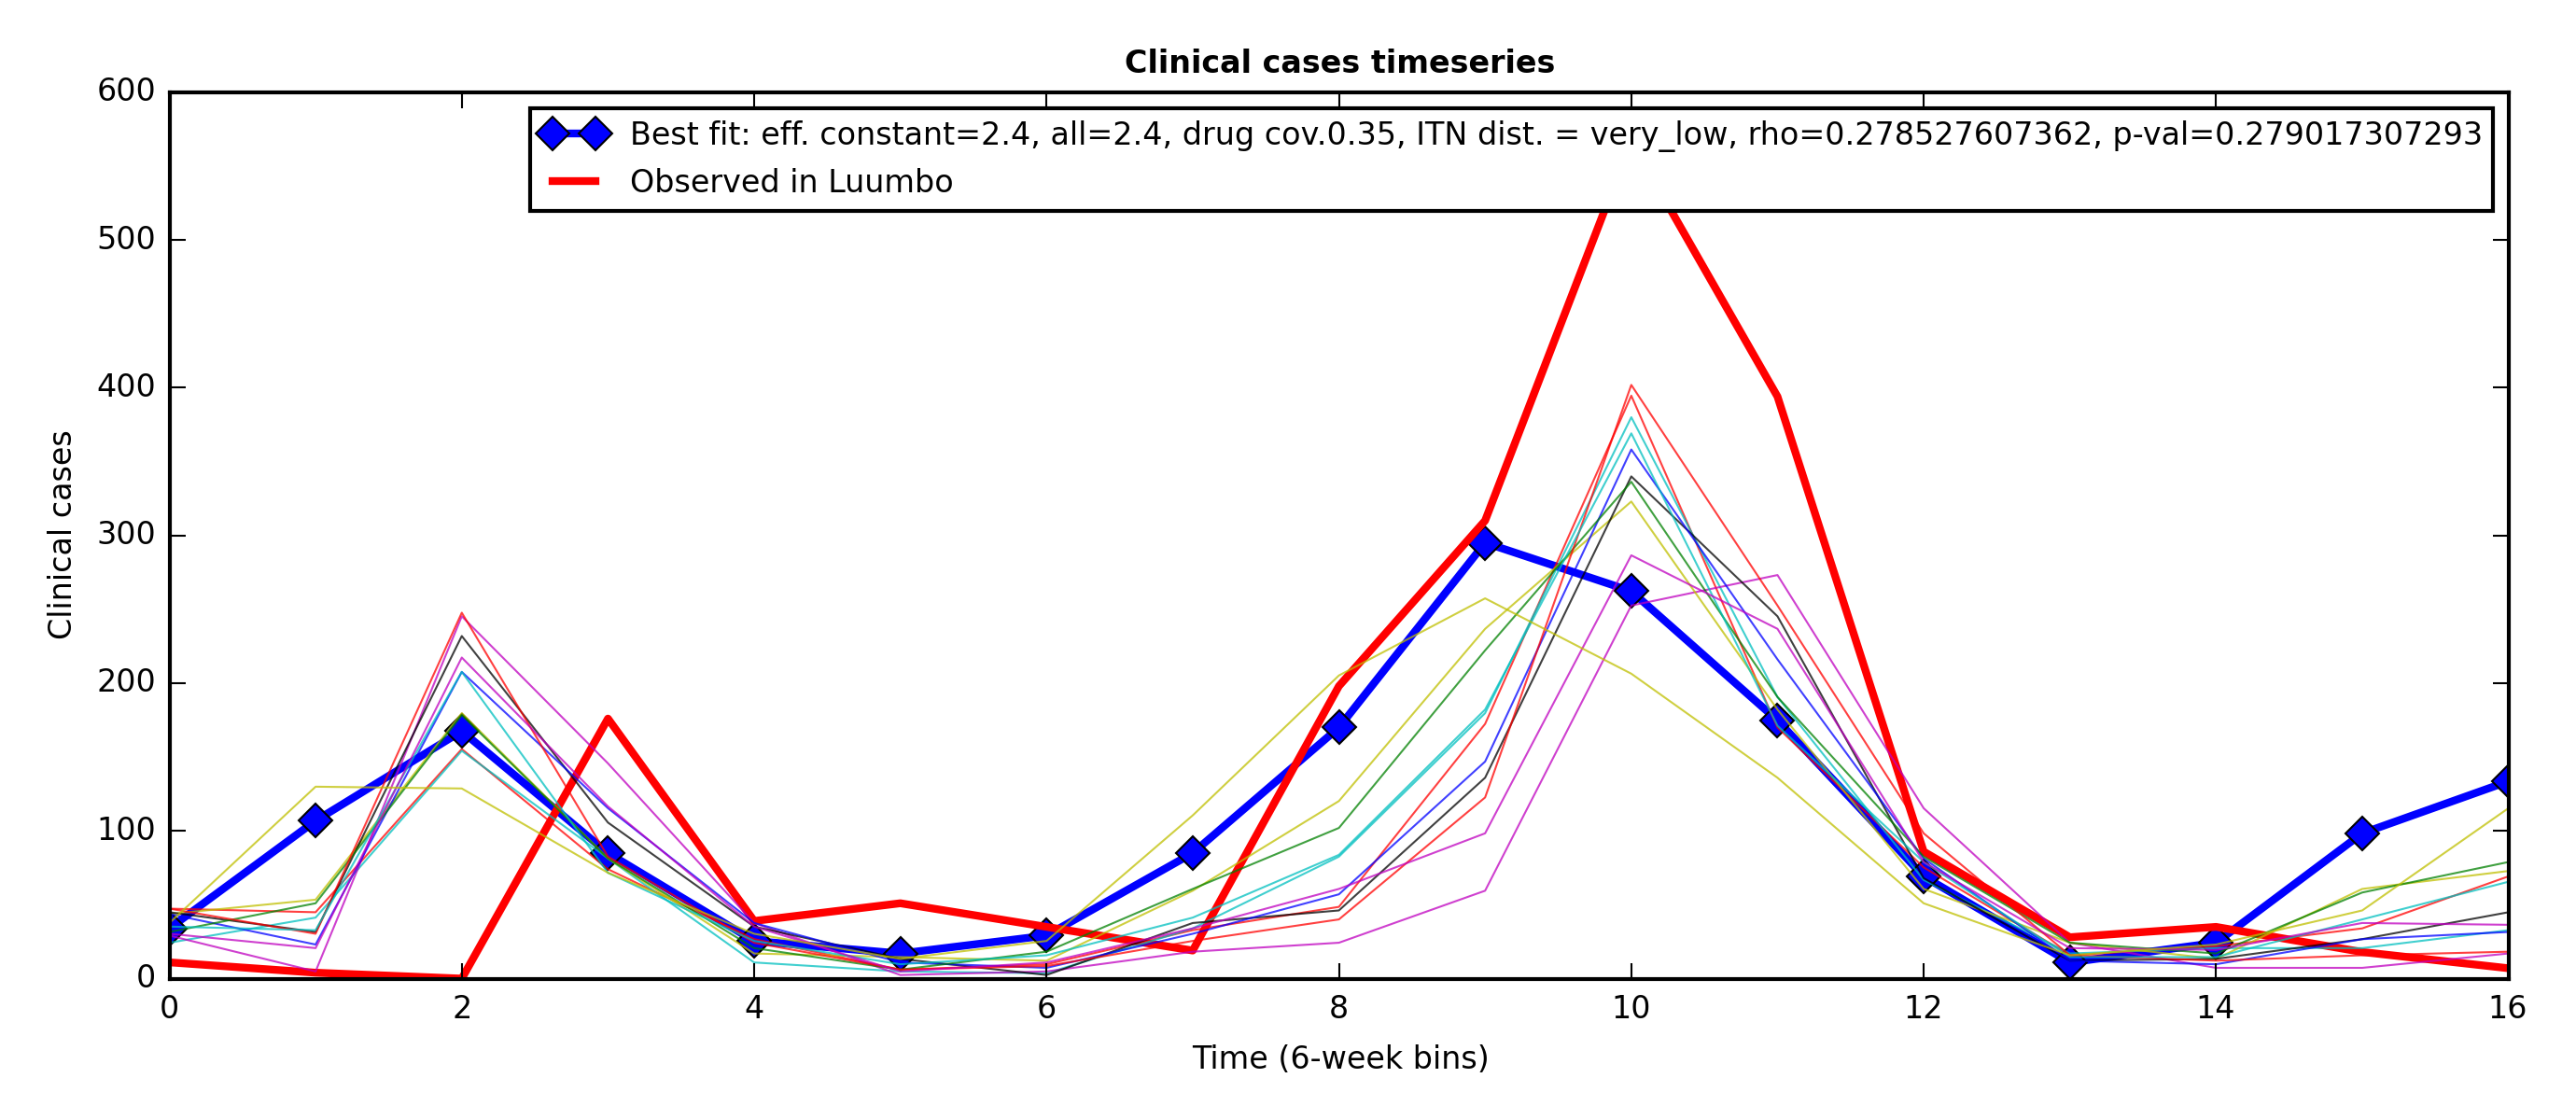 Clinical cases timeseries
600
500
400
300
200
100
0
Clinical cases
Best fit: eff. constant=2.4, all=2.4, drug cov.0.35, ITN dist. = very_low, rho=0.278527607362, p-val=0.279017307293
Observed in Luumbo
0 2 4 6 8 10 12 14 16
Time (6-week bins)